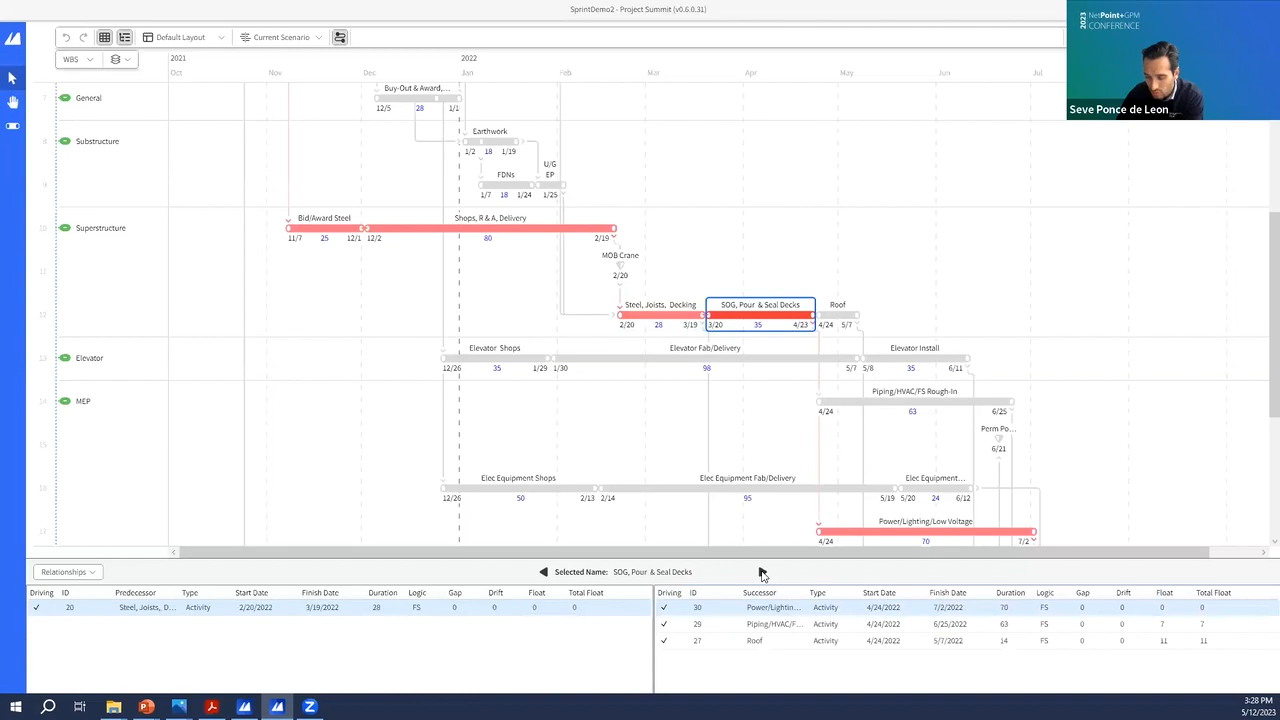 SprintDemo2 - Project Summit (v0.6.0.31)
2023 NetPoint+GPM
CONFERENCE
Seve Ponce de Leon
Default Layout
Current Scenario
WBS
2021
2022
Oct
Nov
Dec
Jan
Feb
Mar
Apr
May
Jun
Jul
7
General
Buy-Out & Award,...
12/5
28
1/1
8
Substructure
Earthwork
1/2
18
1/19
9
FDNs
U/G
EP
1/7
18
1/24
1/25
10
Superstructure
Bid/Award Steel
Shops, R & A, Delivery
11/7
25
12/1
12/2
80
2/19
11
MOB Crane
2/20
12
Steel, Joists, Decking
SOG, Pour & Seal Decks
Roof
2/20
28
3/19
3/20
35
4/23
4/24
5/7
13
Elevator
Elevator Shops
Elevator Fab/Delivery
Elevator Install
12/26
35
1/29
1/30
98
5/7
5/8
35
6/11
14
MEP
Piping/HVAC/FS Rough-In
4/24
63
6/25
15
Perm Po...
6/21
16
Elec Equipment Shops
Elec Equipment Fab/Delivery
Elec Equipment...
12/26
50
2/13
2/14
95
5/19
5/20
24
6/12
17
Power/Lighting/Low Voltage
4/24
70
7/2
Relationships
Selected Name: SOG, Pour & Seal Decks
Driving ID Predecessor Type Start Date Finish Date Duration Logic Gap Drift Float Total Float
20 Steel, Joists, D... Activity 2/20/2022 3/19/2022 28 FS 0 0 0 0
Driving ID Successor Type Start Date Finish Date Duration Logic Gap Drift Float Total Float
30 Power/Lightin... Activity 4/24/2022 7/2/2022 70 FS 0 0 0 0
29 Piping/HVAC/F... Activity 4/24/2022 6/25/2022 63 FS 0 0 7 7
27 Roof Activity 4/24/2022 5/7/2022 14 FS 0 0 11 11
3:28 PM
5/12/2023